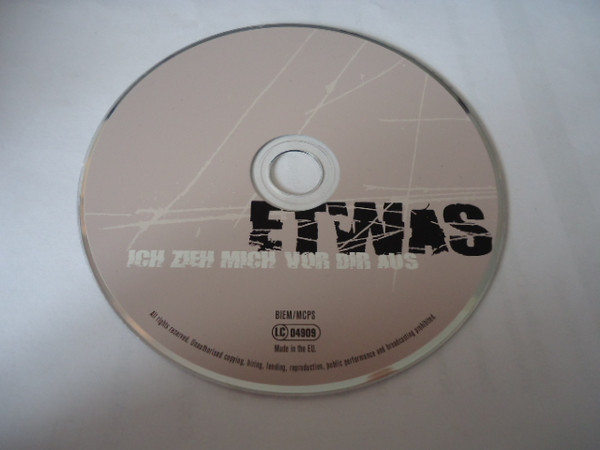 ETWAS
ICH ZIEH MICH VOR DIR AUS
BIEM/MCPS
LC 04909
Made in the EU.
All rights reserved. Unauthorised copying, hiring, lending, reproduction, public performance and broadcasting prohibited.